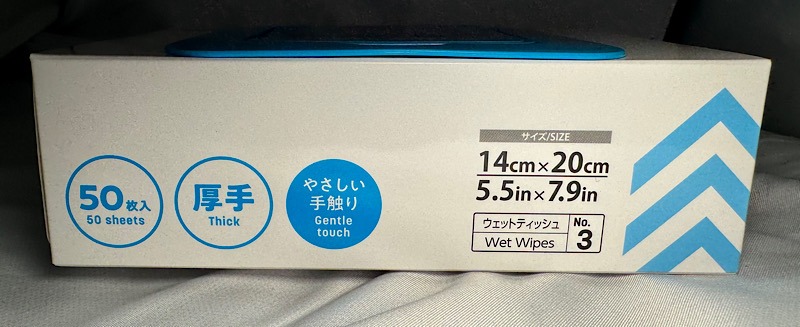 50枚入
50 sheets
厚手
Thick
やさしい
手触り
Gentle
touch
サイズ/SIZE
14cm×20cm
5.5in×7.9in
ウェットティッシュ
Wet Wipes
No.
3